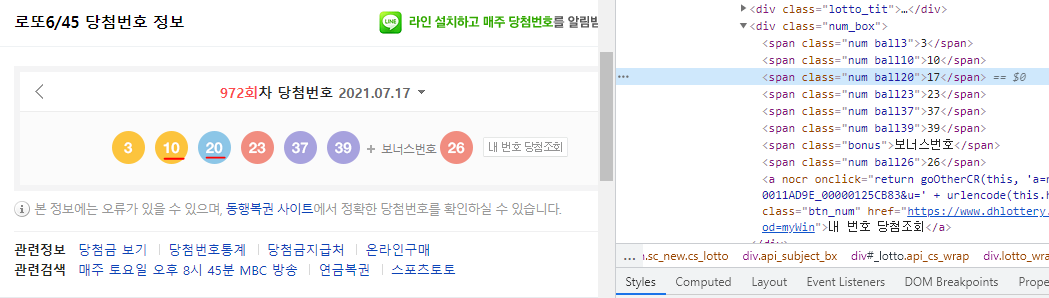 로또6/45 당첨번호 정보
LINE 라인 설치하고 매주 당첨번호를 알림받
972회차 당첨번호 2021.07.17
3 10 20 23 37 39 + 보너스번호 26 내 번호 당첨조회
본 정보에는 오류가 있을 수 있으며, 동행복권 사이트에서 정확한 당첨번호를 확인하실 수 있습니다.
관련정보 당첨금 보기 당첨번호통계 당첨금지급처 온라인구매
관련검색 매주 토요일 오후 8시 45분 MBC 방송 연금복권 스포츠토토
<div class="lotto_tit">…</div>
<div class="num_box">
<span class="num ball3">3</span>
<span class="num ball10">10</span>
… <span class="num ball20">17</span> == $0
<span class="num ball23">23</span>
<span class="num ball37">37</span>
<span class="num ball39">39</span>
<span class="bonus">보너스번호</span>
<span class="num ball26">26</span>
<a nocr onclick="return goOtherCR(this, 'a=n
0011AD9E_00000125CB83&u=' + urlencode(this.h
class="btn_num" href="https://www.dhlottery.
od=myWin">내 번호 당첨조회</a>
</div>
… .sc_new.cs_lotto div.api_subject_bx div#_lotto.api_cs_wrap div.lotto_wra
Styles Computed Layout Event Listeners DOM Breakpoints Prope